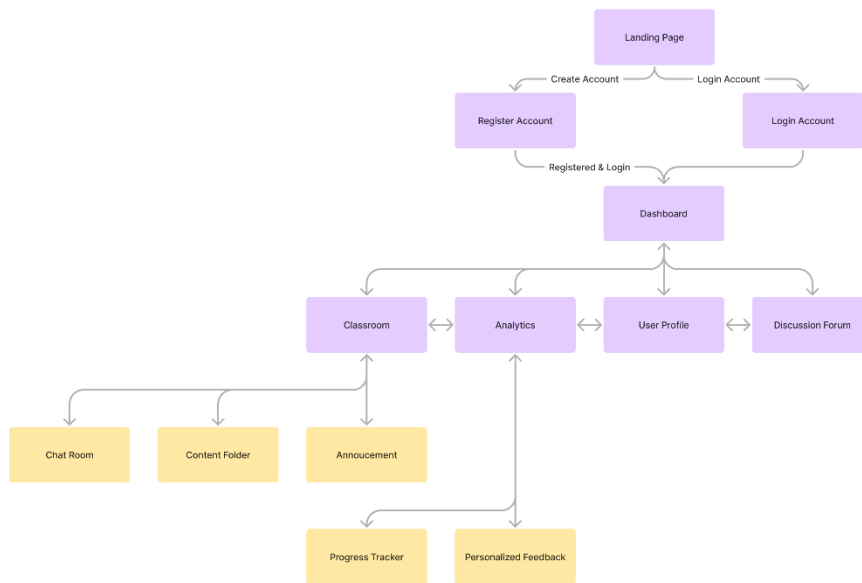 Landing Page
Create Account
Login Account
Register Account
Login Account
Registered & Login
Dashboard
Classroom
Analytics
User Profile
Discussion Forum
Chat Room
Content Folder
Annoucement
Progress Tracker
Personalized Feedback